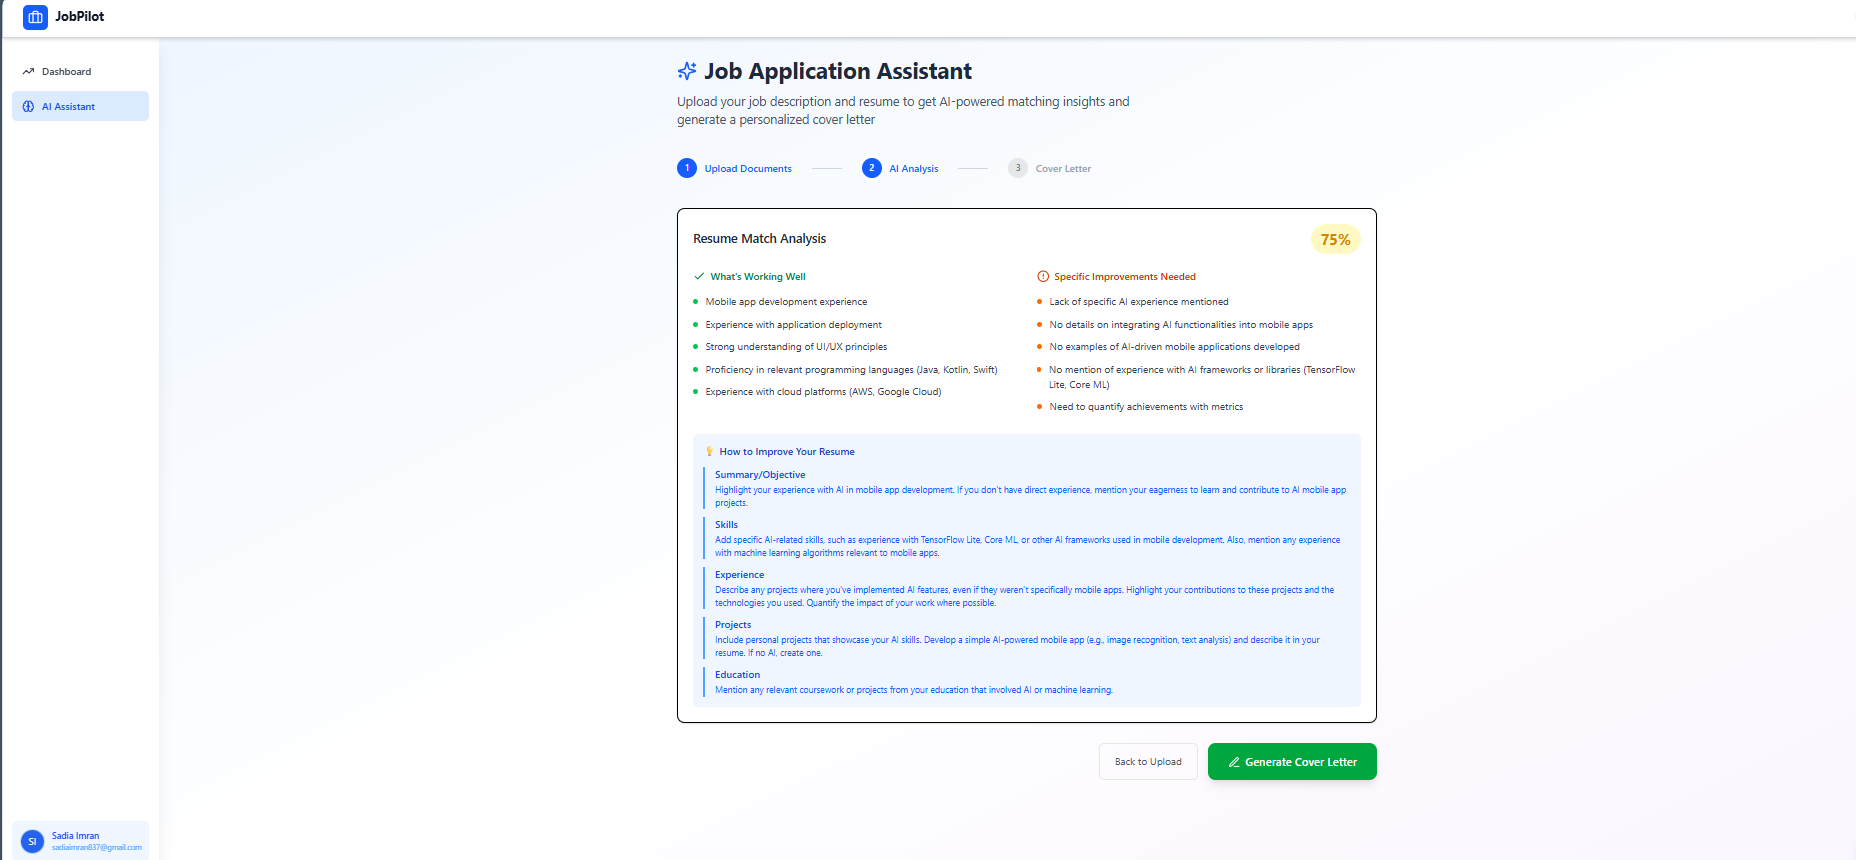 JobPilot
Dashboard
AI Assistant
Job Application Assistant
Upload your job description and resume to get AI-powered matching insights and
generate a personalized cover letter
1 Upload Documents
2 AI Analysis
3 Cover Letter
Resume Match Analysis
75%
What's Working Well
Mobile app development experience
Experience with application deployment
Strong understanding of UI/UX principles
Proficiency in relevant programming languages (Java, Kotlin, Swift)
Experience with cloud platforms (AWS, Google Cloud)
Specific Improvements Needed
Lack of specific AI experience mentioned
No details on integrating AI functionalities into mobile apps
No examples of AI-driven mobile applications developed
No mention of experience with AI frameworks or libraries (TensorFlow
Lite, Core ML)
Need to quantify achievements with metrics
How to Improve Your Resume
Summary/Objective
Highlight your experience with AI in mobile app development. If you don't have direct experience, mention your eagerness to learn and contribute to AI mobile app
projects.
Skills
Add specific AI-related skills, such as experience with TensorFlow Lite, Core ML, or other AI frameworks used in mobile development. Also, mention any experience
with machine learning algorithms relevant to mobile apps.
Experience
Describe any projects where you've implemented AI features, even if they weren't specifically mobile apps. Highlight your contributions to these projects and the
technologies you used. Quantify the impact of your work where possible.
Projects
Include personal projects that showcase your AI skills. Develop a simple AI-powered mobile app (e.g., image recognition, text analysis) and describe it in your
resume. If no AI, create one.
Education
Mention any relevant coursework or projects from your education that involved AI or machine learning.
Back to Upload
Generate Cover Letter
SI
Sadia Imran
sadiaimran837@gmail.com